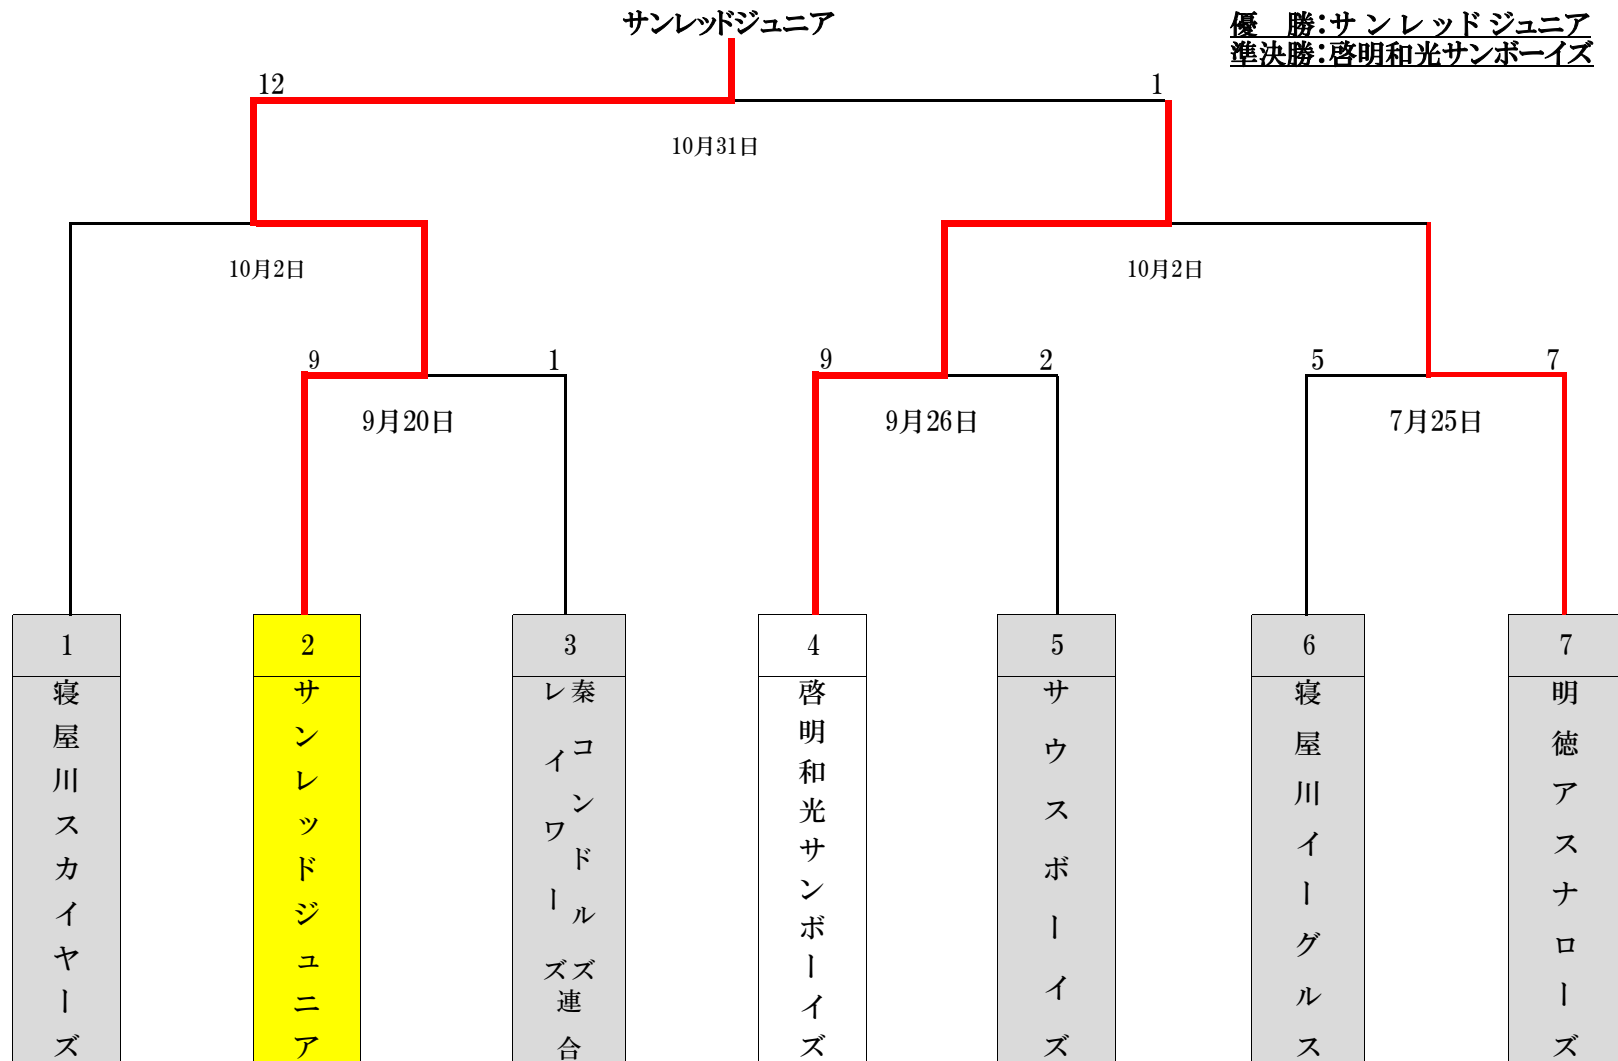 サンレッドジュニア
優　勝：サンレッドジュニア
準決勝：啓明和光サンボーイズ
12
1
10月31日
10月2日
10月2日
9
1
9
2
5
7
9月20日
9月26日
7月25日
1
2
3
4
5
6
7
寝屋川スカイヤーズ
サンレッドジュニア
秦コンドルズ
レイワーズ
連合
啓明和光サンボーイズ
サウスボーイズ
寝屋川イーグルス
明徳アスナローズ